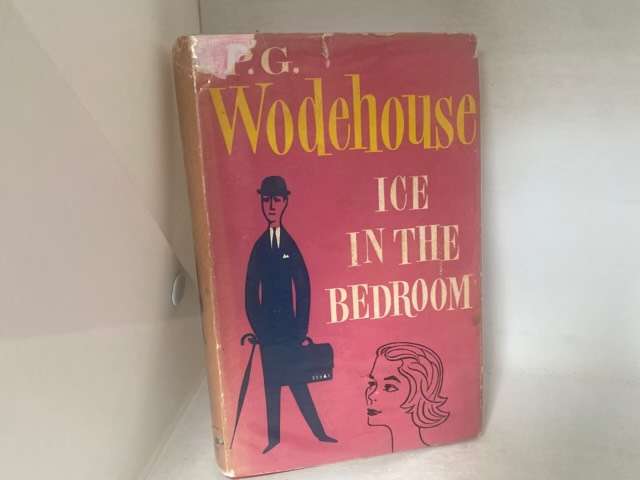 P. G.
Wodehouse
ICE
IN THE
BEDROOM